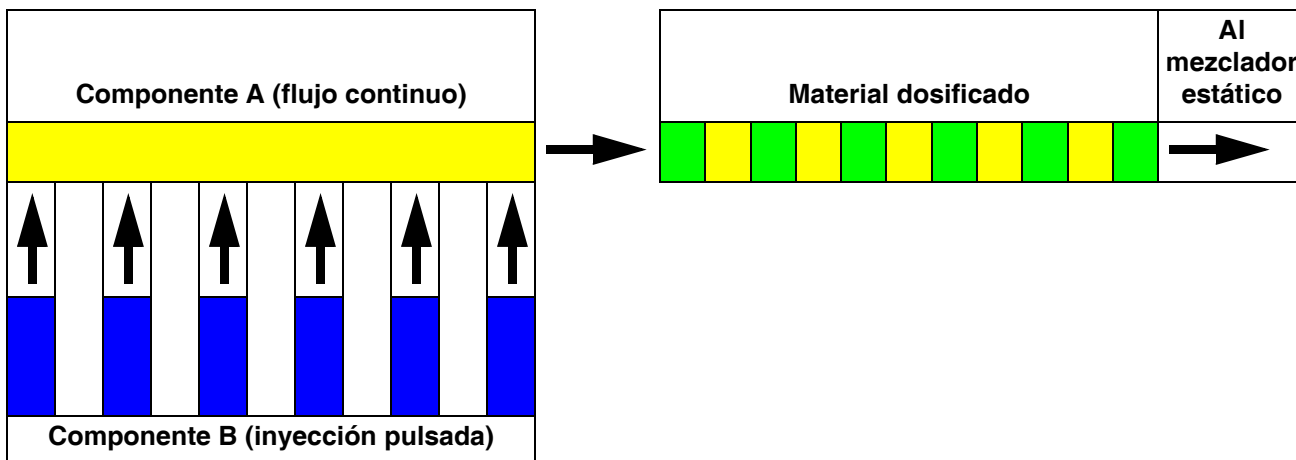 Componente A (flujo continuo)
Componente B (inyección pulsada)
Material dosificado
Al
mezclador
estático